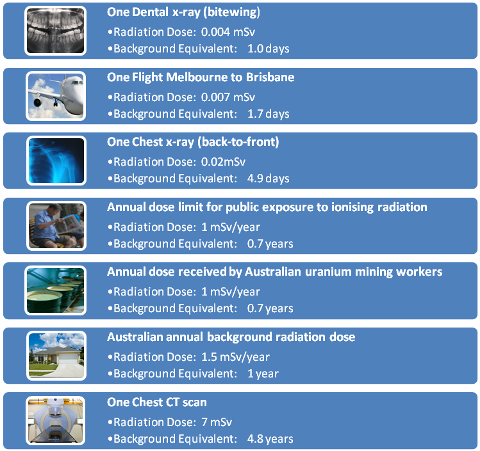 One Dental x-ray (bitewing)
•Radiation Dose: 0.004 mSv
•Background Equivalent: 1.0 days
One Flight Melbourne to Brisbane
•Radiation Dose: 0.007 mSv
•Background Equivalent: 1.7 days
One Chest x-ray (back-to-front)
•Radiation Dose: 0.02mSv
•Background Equivalent: 4.9 days
Annual dose limit for public exposure to ionising radiation
•Radiation Dose: 1 mSv/year
•Background Equivalent: 0.7 years
Annual dose received by Australian uranium mining workers
•Radiation Dose: 1 mSv/year
•Background Equivalent: 0.7 years
Australian annual background radiation dose
•Radiation Dose: 1.5 mSv/year
•Background Equivalent: 1 year
One Chest CT scan
•Radiation Dose: 7 mSv
•Background Equivalent: 4.8 years